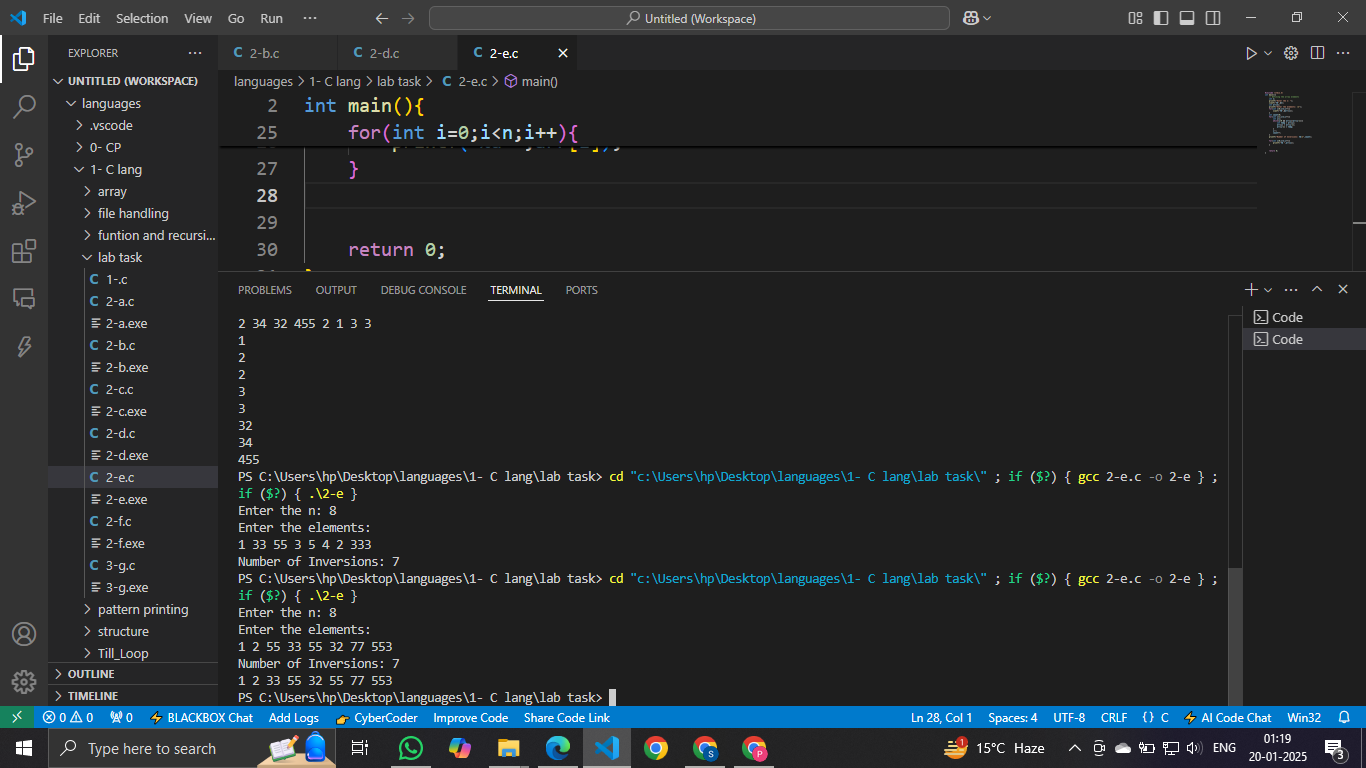 File Edit Selection View Go Run ··· Untitled (Workspace)
EXPLORER ···
UNTITLED (WORKSPACE)
languages
.vscode
0- CP
1- C lang
array
file handling
funtion and recursi...
lab task
C 1-.c
C 2-a.c
2-a.exe
C 2-b.c
2-b.exe
C 2-c.c
2-c.exe
C 2-d.c
2-d.exe
C 2-e.c
2-e.exe
C 2-f.c
2-f.exe
C 3-g.c
3-g.exe
pattern printing
structure
Till_Loop
OUTLINE
TIMELINE
C 2-b.c C 2-d.c C 2-e.c
languages > 1- C lang > lab task > C 2-e.c > main()
2 int main(){
25 for(int i=0;i<n;i++){
27 }
28
29
30 return 0;
PROBLEMS OUTPUT DEBUG CONSOLE TERMINAL PORTS
Code
Code
2 34 32 455 2 1 3 3
1
2
2
3
3
32
34
455
PS C:\Users\hp\Desktop\languages\1- C lang\lab task> cd "c:\Users\hp\Desktop\languages\1- C lang\lab task\" ; if ($?) { gcc 2-e.c -o 2-e } ;
if ($?) { .\2-e }
Enter the n: 8
Enter the elements:
1 33 55 3 5 4 2 333
Number of Inversions: 7
PS C:\Users\hp\Desktop\languages\1- C lang\lab task> cd "c:\Users\hp\Desktop\languages\1- C lang\lab task\" ; if ($?) { gcc 2-e.c -o 2-e } ;
if ($?) { .\2-e }
Enter the n: 8
Enter the elements:
1 2 55 33 55 32 77 553
Number of Inversions: 7
1 2 33 55 32 55 77 553
PS C:\Users\hp\Desktop\languages\1- C lang\lab task>
0 0 0 BLACKBOX Chat Add Logs CyberCoder Improve Code Share Code Link Ln 28, Col 1 Spaces: 4 UTF-8 CRLF {} C AI Code Chat Win32
Type here to search 1 15°C Haze ENG 01:19
20-01-2025 3